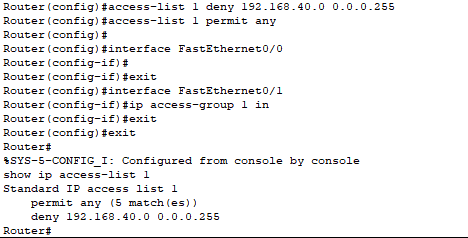 Router(config)#access-list 1 deny 192.168.40.0 0.0.0.255
Router(config)#access-list 1 permit any
Router(config)#
Router(config)#interface FastEthernet0/0
Router(config-if)#
Router(config-if)#exit
Router(config)#interface FastEthernet0/1
Router(config-if)#ip access-group 1 in
Router(config-if)#exit
Router(config)#exit
Router#
%SYS-5-CONFIG_I: Configured from console by console
show ip access-list 1
Standard IP access list 1
    permit any (5 match(es))
    deny 192.168.40.0 0.0.0.255
Router#